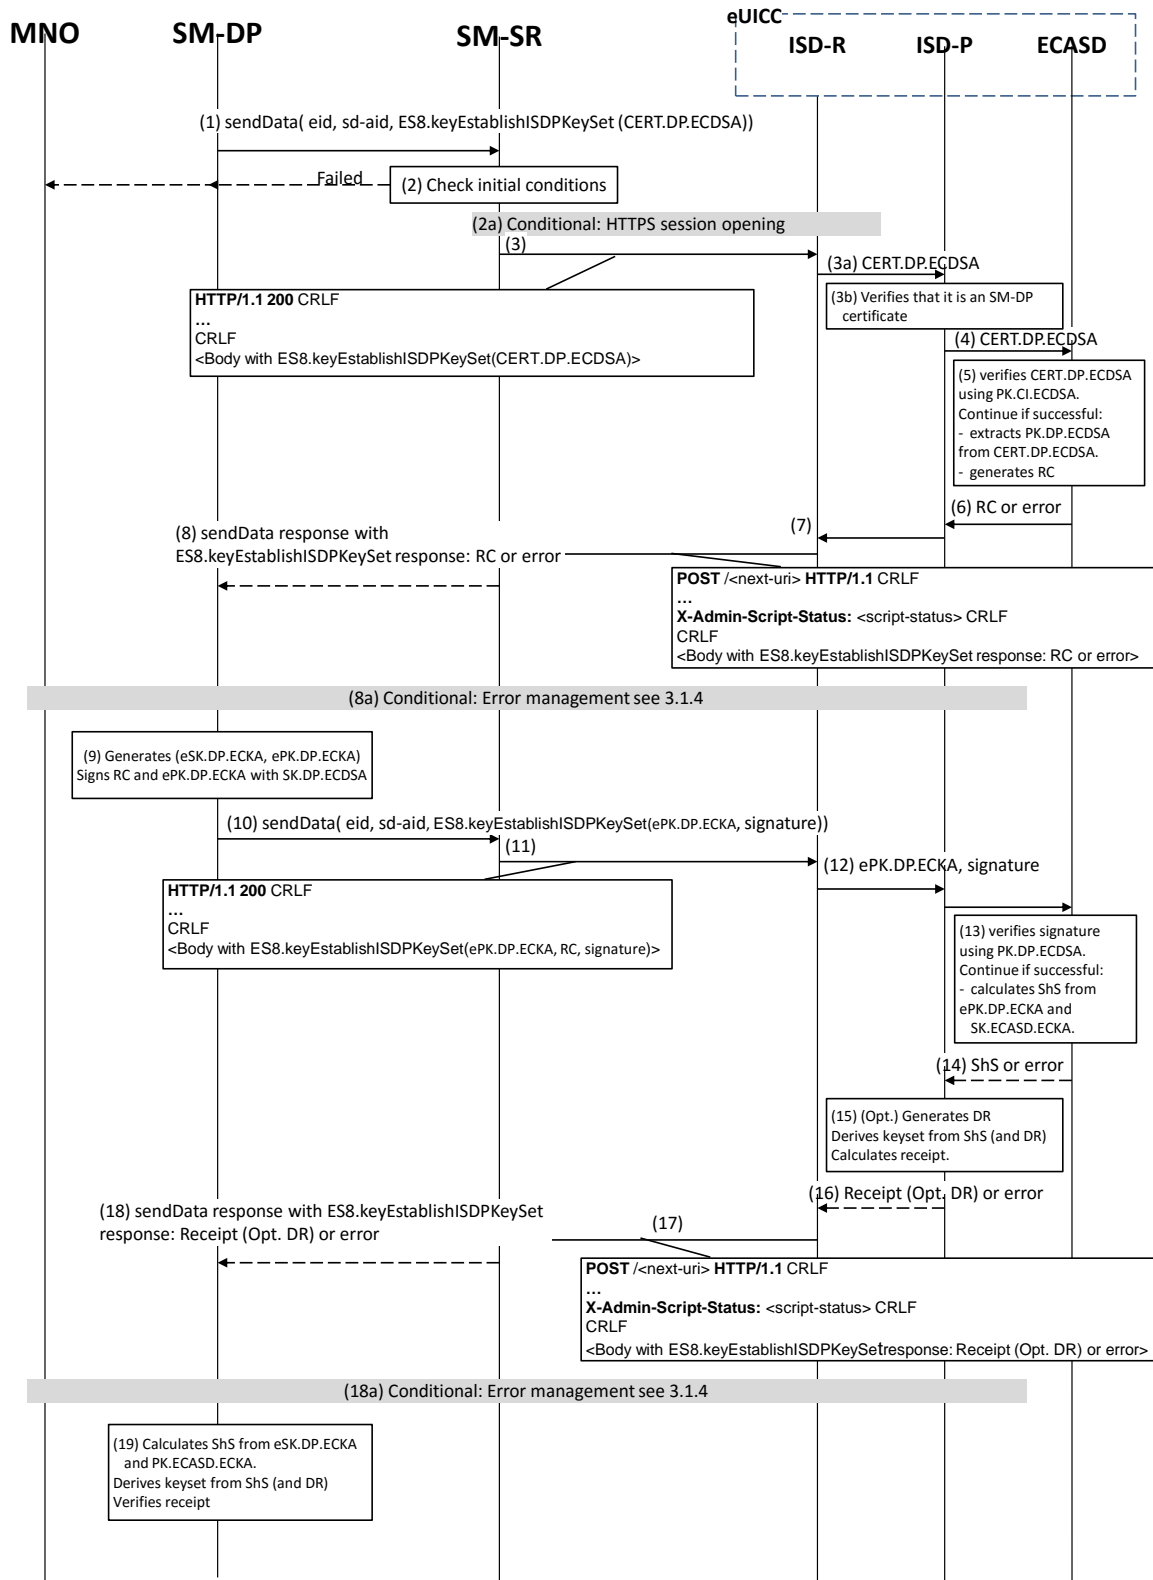 eUICC
MNO
SM-DP
SM-SR
ISD-R
ISD-P
ECASD
(1) sendData( eid, sd-aid, ES8.keyEstablishISDPKeySet (CERT.DP.ECDSA))
Failed
(2) Check initial conditions
(2a) Conditional: HTTPS session opening
(3)
(3a) CERT.DP.ECDSA
HTTP/1.1 200 CRLF
...
CRLF
<Body with ES8.keyEstablishISDPKeySet(CERT.DP.ECDSA)>
(3b) Verifies that it is an SM-DP
certificate
(4) CERT.DP.ECDSA
(5) verifies CERT.DP.ECDSA
using PK.CI.ECDSA.
Continue if successful:
- extracts PK.DP.ECDSA
from CERT.DP.ECDSA.
- generates RC
(6) RC or error
(7)
(8) sendData response with
ES8.keyEstablishISDPKeySet response: RC or error
POST /<next-uri> HTTP/1.1 CRLF
...
X-Admin-Script-Status: <script-status> CRLF
CRLF
<Body with ES8.keyEstablishISDPKeySet response: RC or error>
(8a) Conditional: Error management see 3.1.4
(9) Generates (eSK.DP.ECKA, ePK.DP.ECKA)
Signs RC and ePK.DP.ECKA with SK.DP.ECDSA
(10) sendData( eid, sd-aid, ES8.keyEstablishISDPKeySet(ePK.DP.ECKA, signature))
(11)
(12) ePK.DP.ECKA, signature
HTTP/1.1 200 CRLF
...
CRLF
<Body with ES8.keyEstablishISDPKeySet(ePK.DP.ECKA, RC, signature)>
(13) verifies signature
using PK.DP.ECDSA.
Continue if successful:
- calculates ShS from
ePK.DP.ECKA and
SK.ECASD.ECKA.
(14) ShS or error
(15) (Opt.) Generates DR
Derives keyset from ShS (and DR)
Calculates receipt.
(16) Receipt (Opt. DR) or error
(17)
(18) sendData response with ES8.keyEstablishISDPKeySet
response: Receipt (Opt. DR) or error
POST /<next-uri> HTTP/1.1 CRLF
...
X-Admin-Script-Status: <script-status> CRLF
CRLF
<Body with ES8.keyEstablishISDPKeySetresponse: Receipt (Opt. DR) or error>
(18a) Conditional: Error management see 3.1.4
(19) Calculates ShS from eSK.DP.ECKA
and PK.ECASD.ECKA.
Derives keyset from ShS (and DR)
Verifies receipt